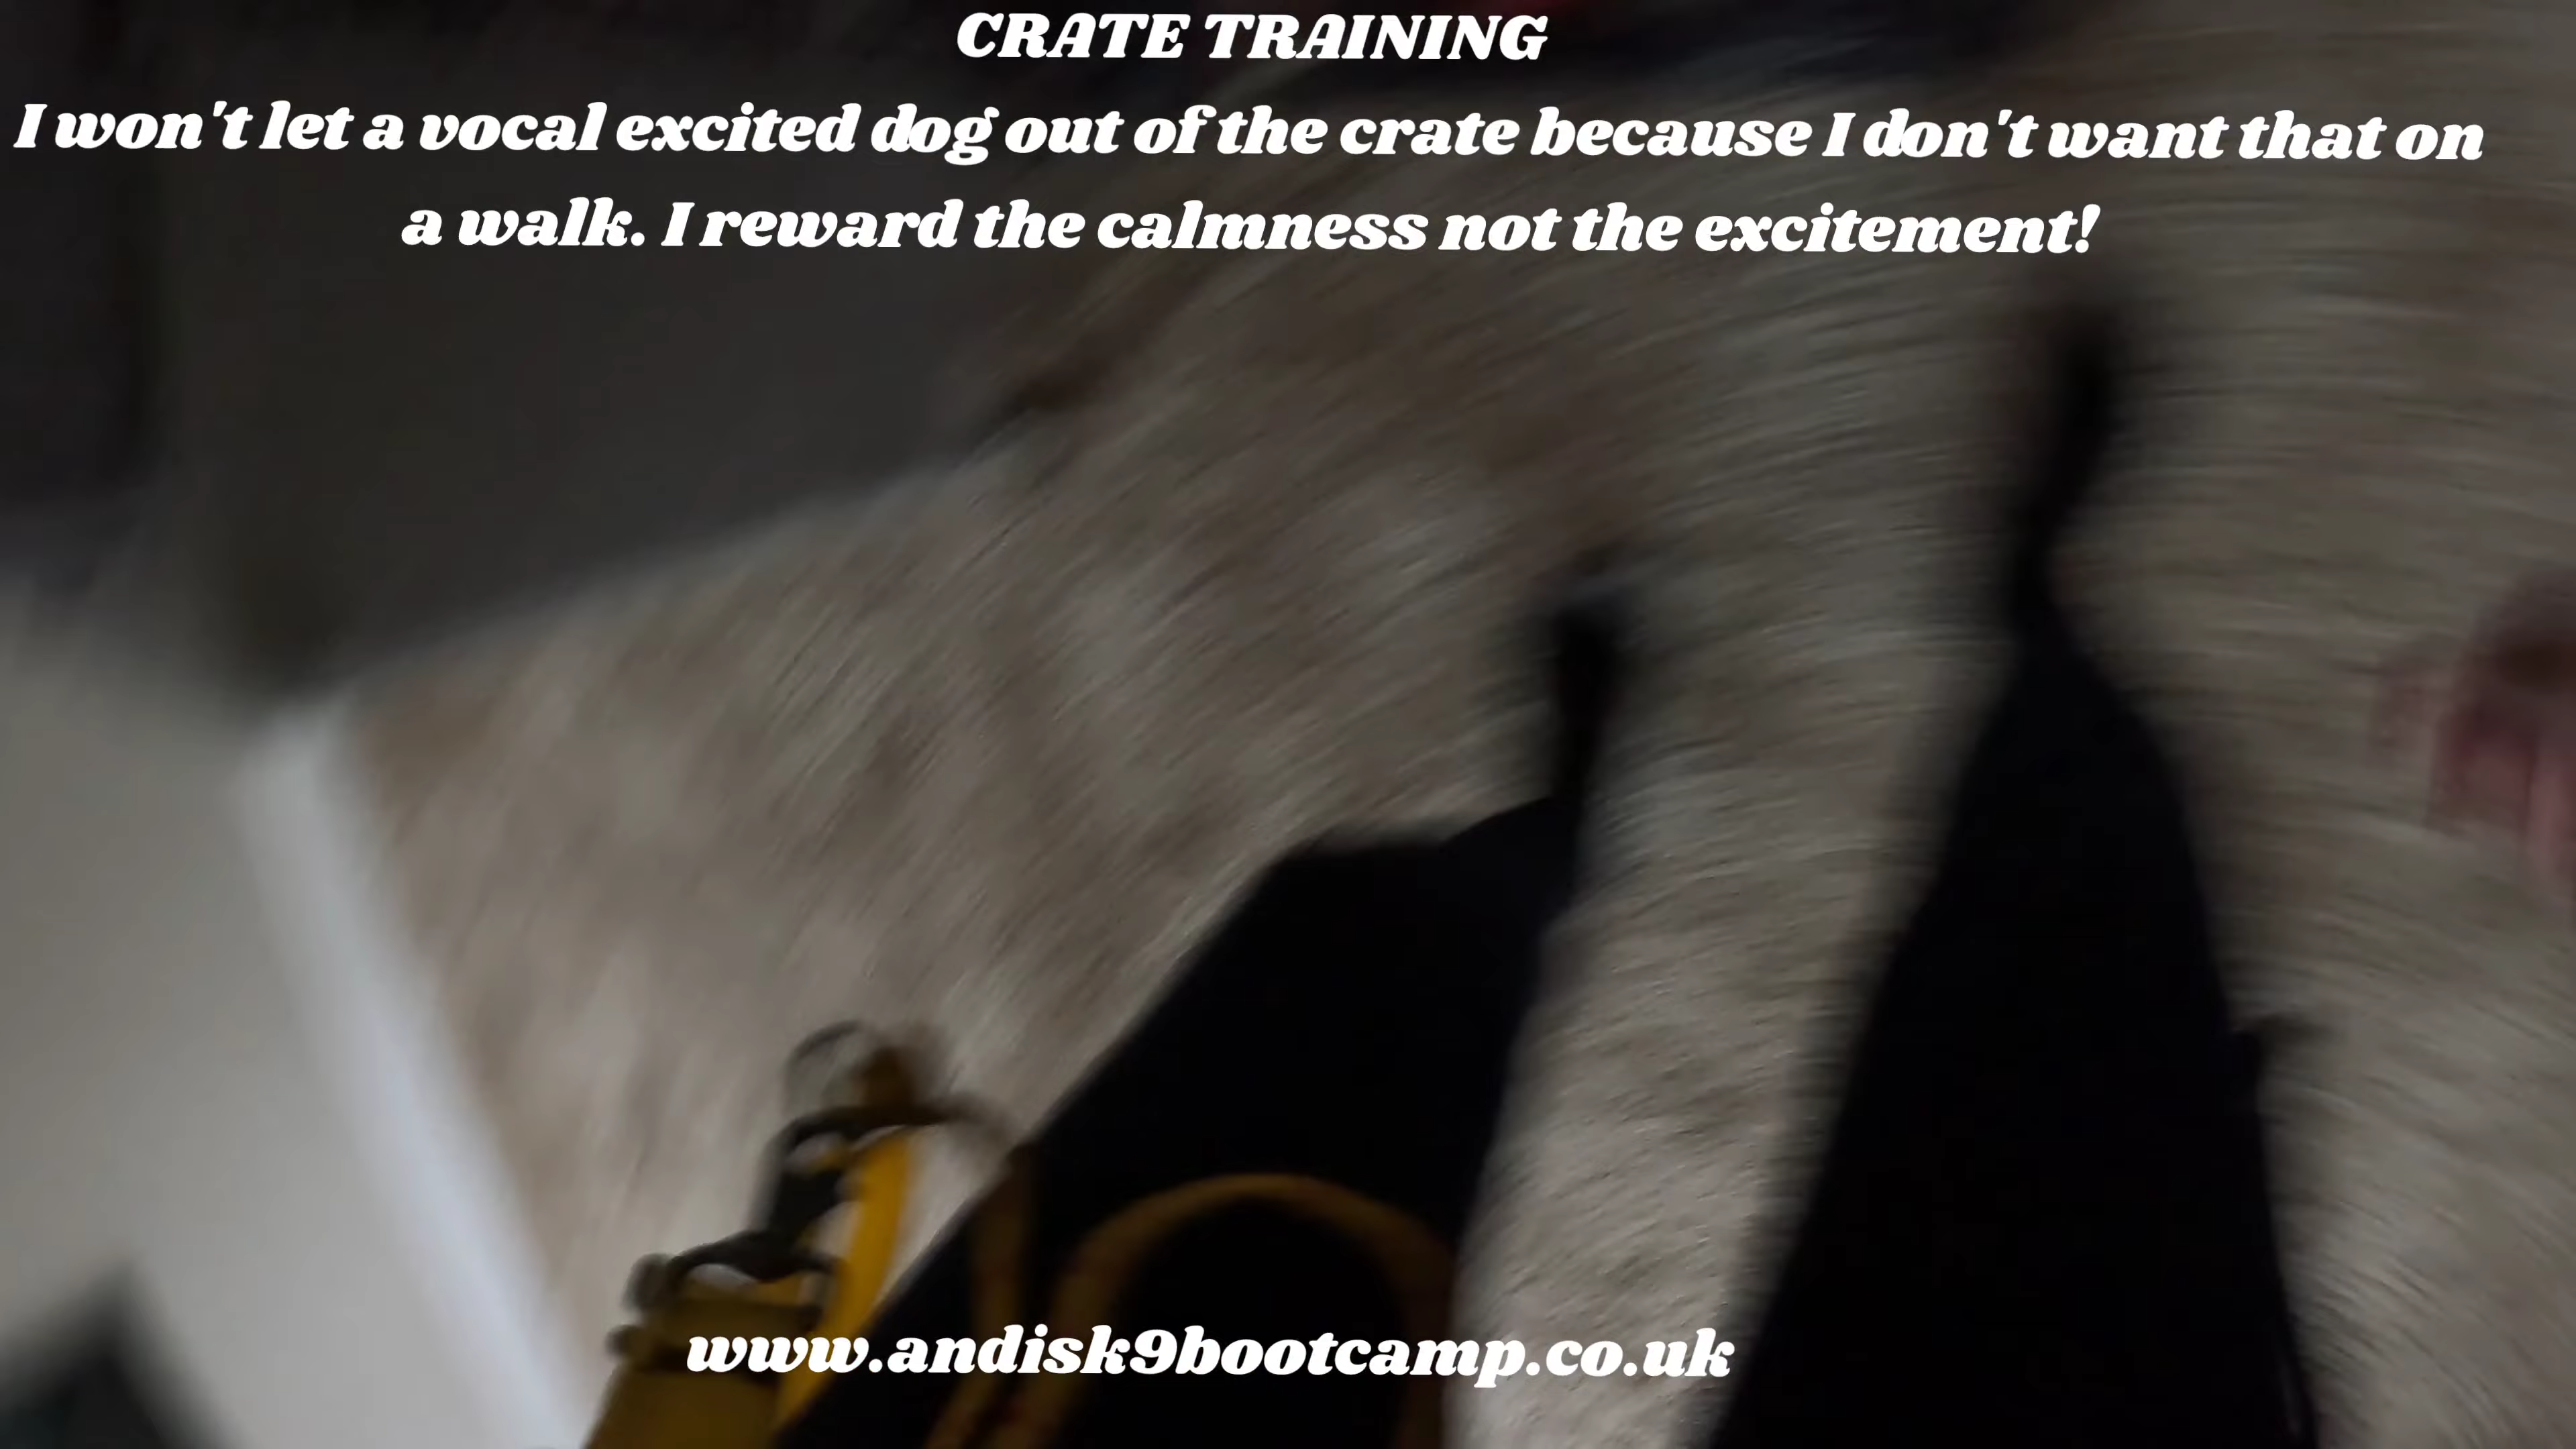 CRATE TRAINING
I won't let a vocal excited dog out of the crate because I don't want that on
a walk. I reward the calmness not the excitement!
www.andisk9bootcamp.co.uk